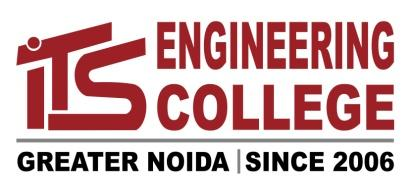 iTS ENGINEERING
COLLEGE
GREATER NOIDA | SINCE 2006